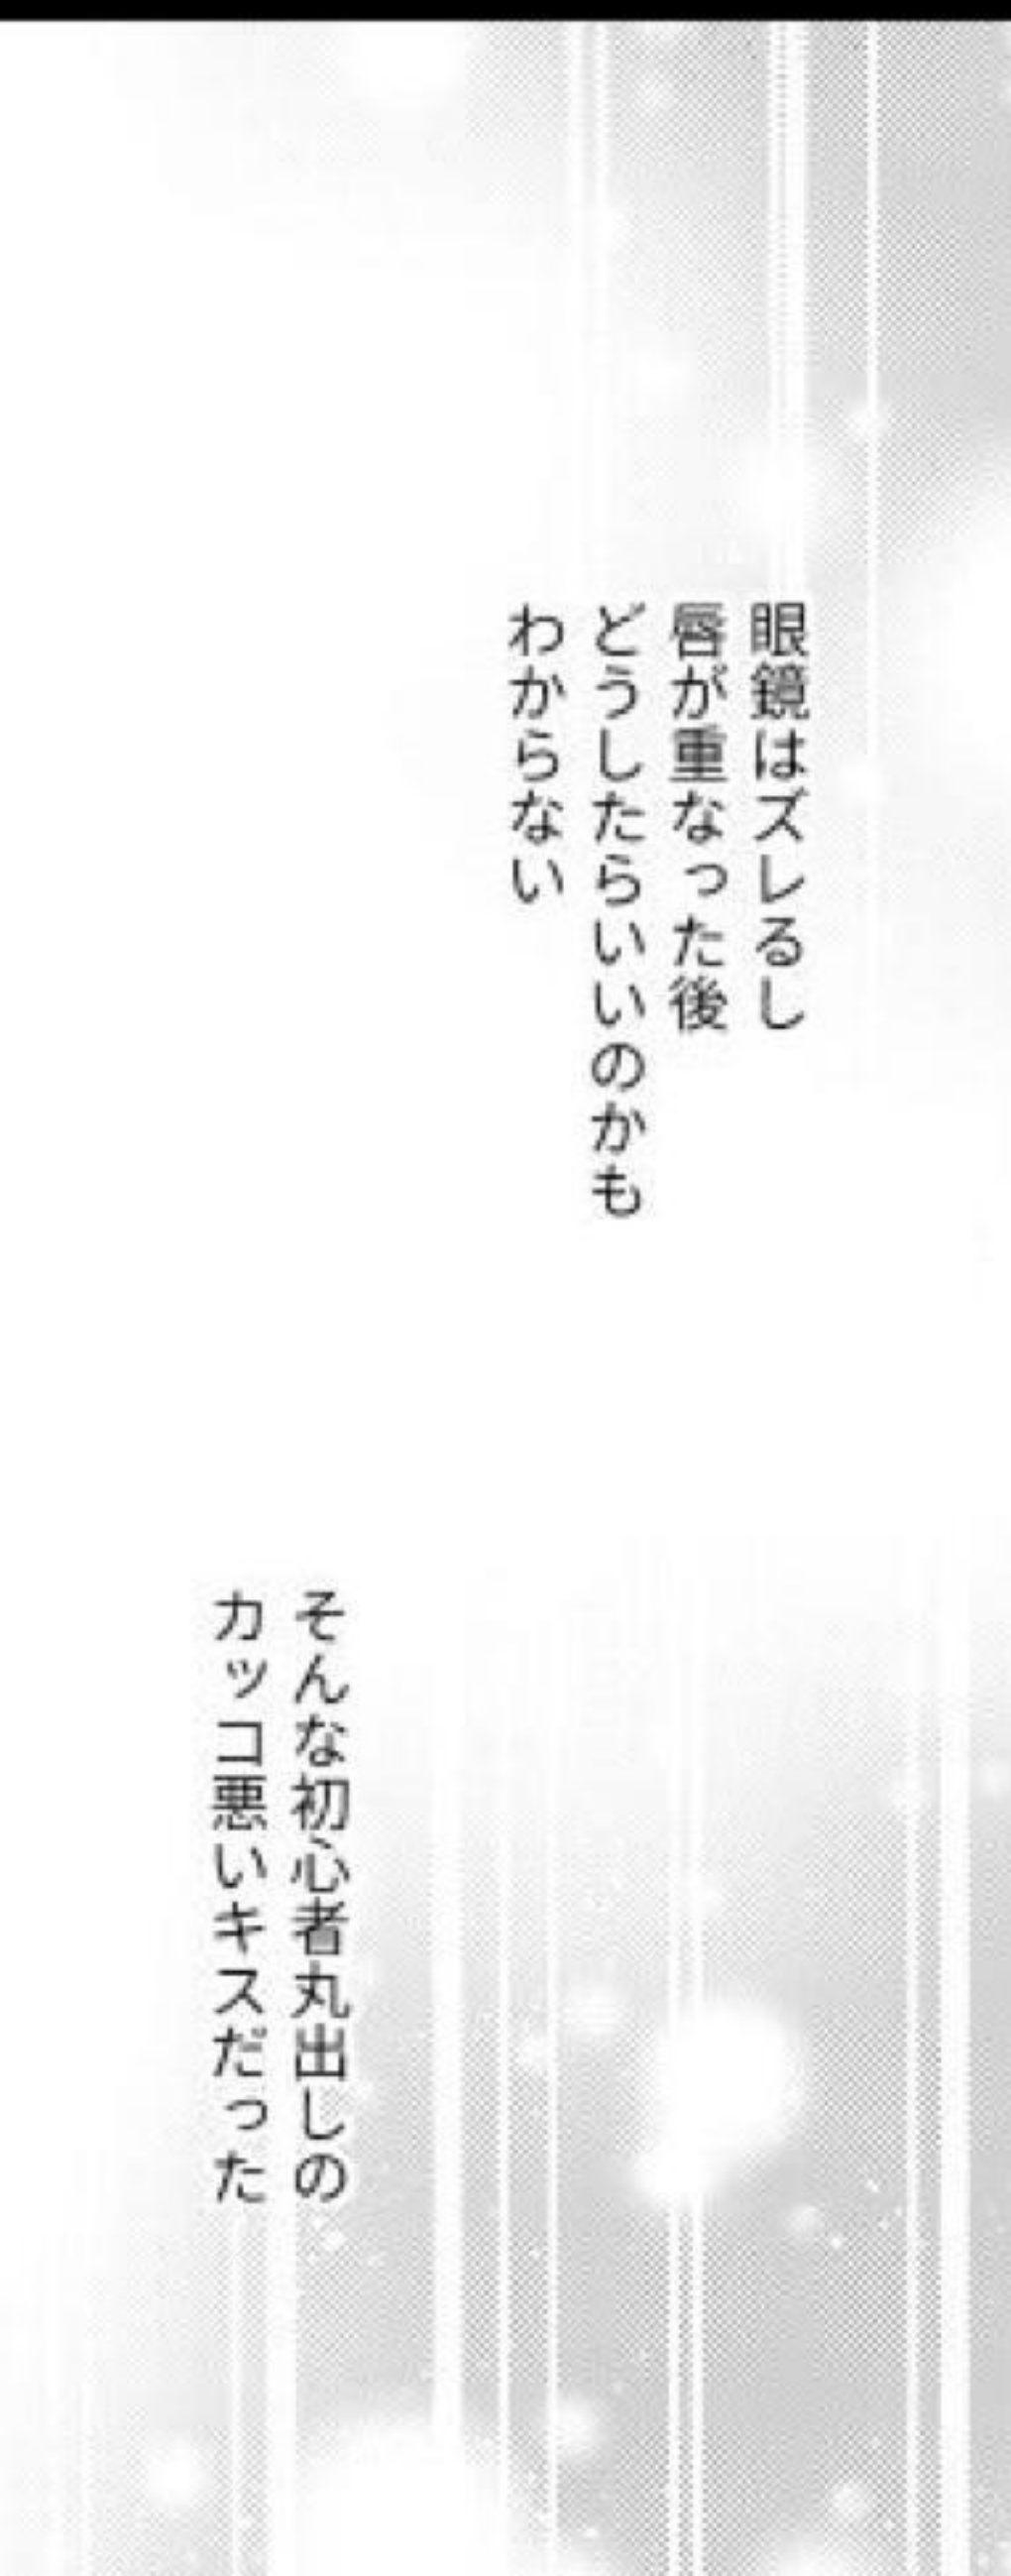 眼鏡はズレるし
唇が重なった後
どうしたらいいのかも
わからない
そんな初心者丸出しの
カッコ悪いキスだった